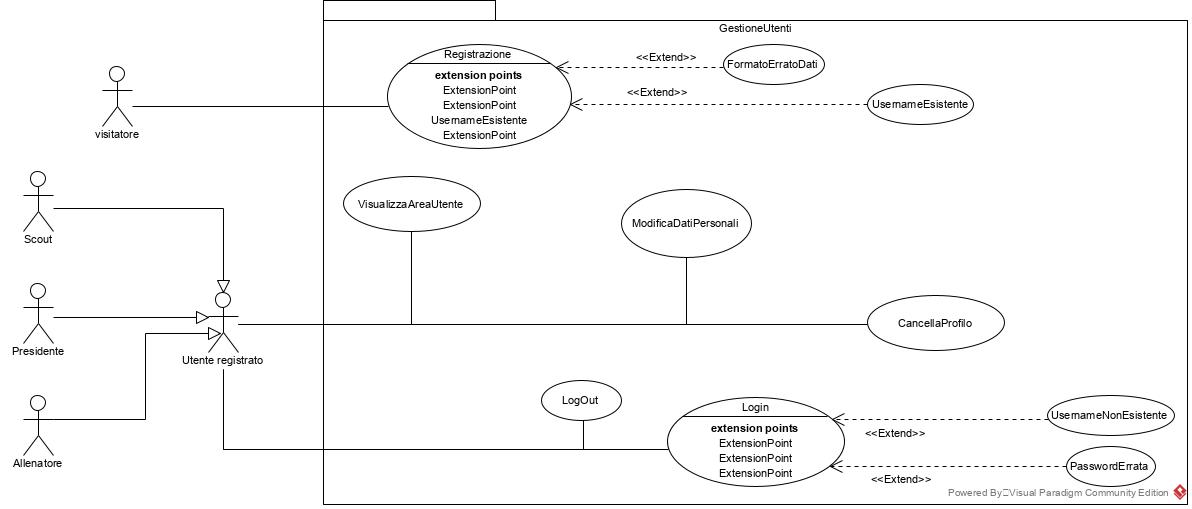 GestioneUtenti
Registrazione
extension points
ExtensionPoint
ExtensionPoint
UsernameEsistente
ExtensionPoint
<<Extend>>
FormatoErratoDati
<<Extend>>
UsernameEsistente
visitatore
Scout
VisualizzaAreaUtente
ModificaDatiPersonali
Presidente
Utente registrato
CancellaProfilo
Allenatore
LogOut
Login
extension points
ExtensionPoint
ExtensionPoint
ExtensionPoint
UsernameNonEsistente
<<Extend>>
PasswordErrata
<<Extend>>
Powered By Visual Paradigm Community Edition